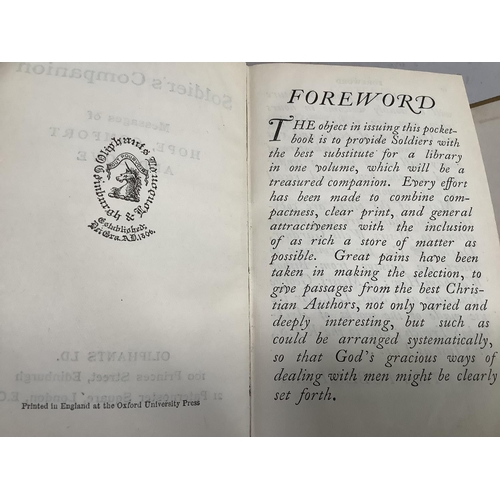 Oliphants Ltd.
Edinburgh & London
Established
Printed in England at the Oxford University Press
FOREWORD
THE object in issuing this pocket-
book is to provide Soldiers with
the best substitute for a library
in one volume, which will be a
treasured companion. Every effort
has been made to combine com-
pactness, clear print, and general
attractiveness with the inclusion
of as rich a store of matter as
possible. Great pains have been
taken in making the selection, to
give passages from the best Chris-
tian Authors, not only varied and
deeply interesting, but such as
could be arranged systematically,
so that God's gracious ways of
dealing with men might be clearly
set forth.